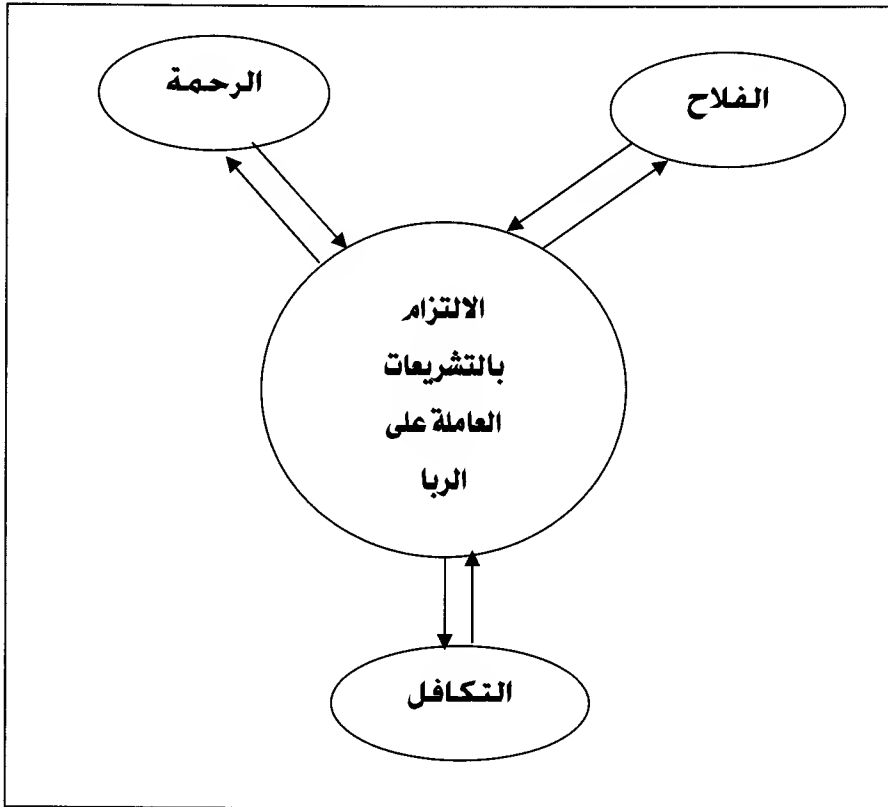 الرحمة
الفلاح
الالتزام
بالتشريعات
العاملة على
الربا
التكافل